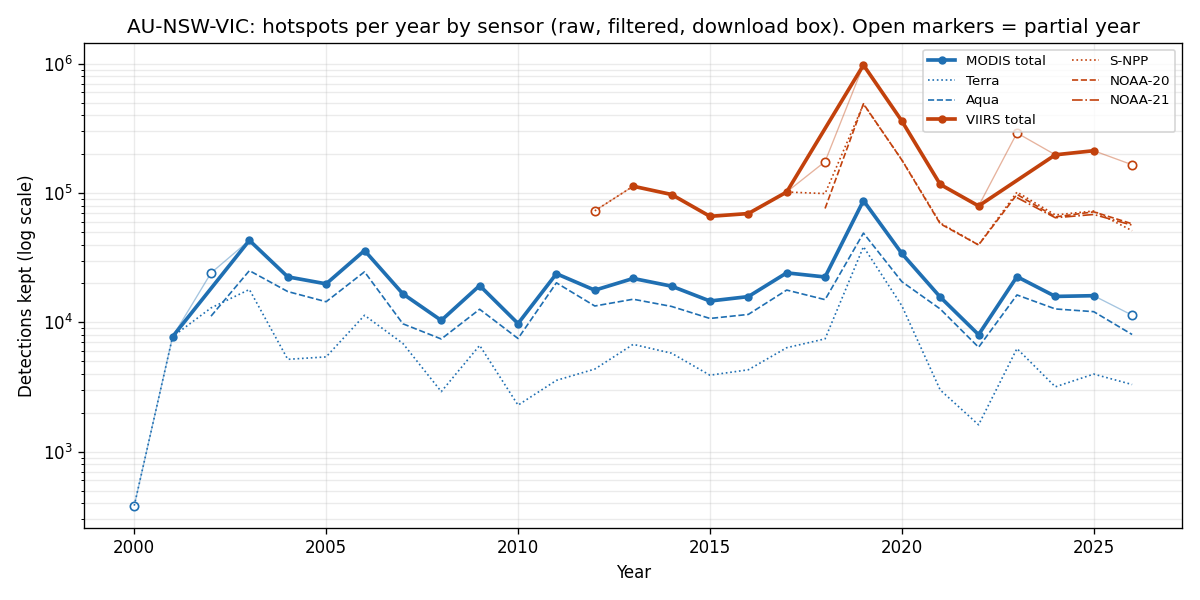 AU-NSW-VIC: hotspots per year by sensor (raw, filtered, download box). Open markers = partial year
Detections kept (log scale)
10^6
10^5
10^4
10^3
MODIS total
Terra
Aqua
VIIRS total
S-NPP
NOAA-20
NOAA-21
2000 2005 2010 2015 2020 2025
Year